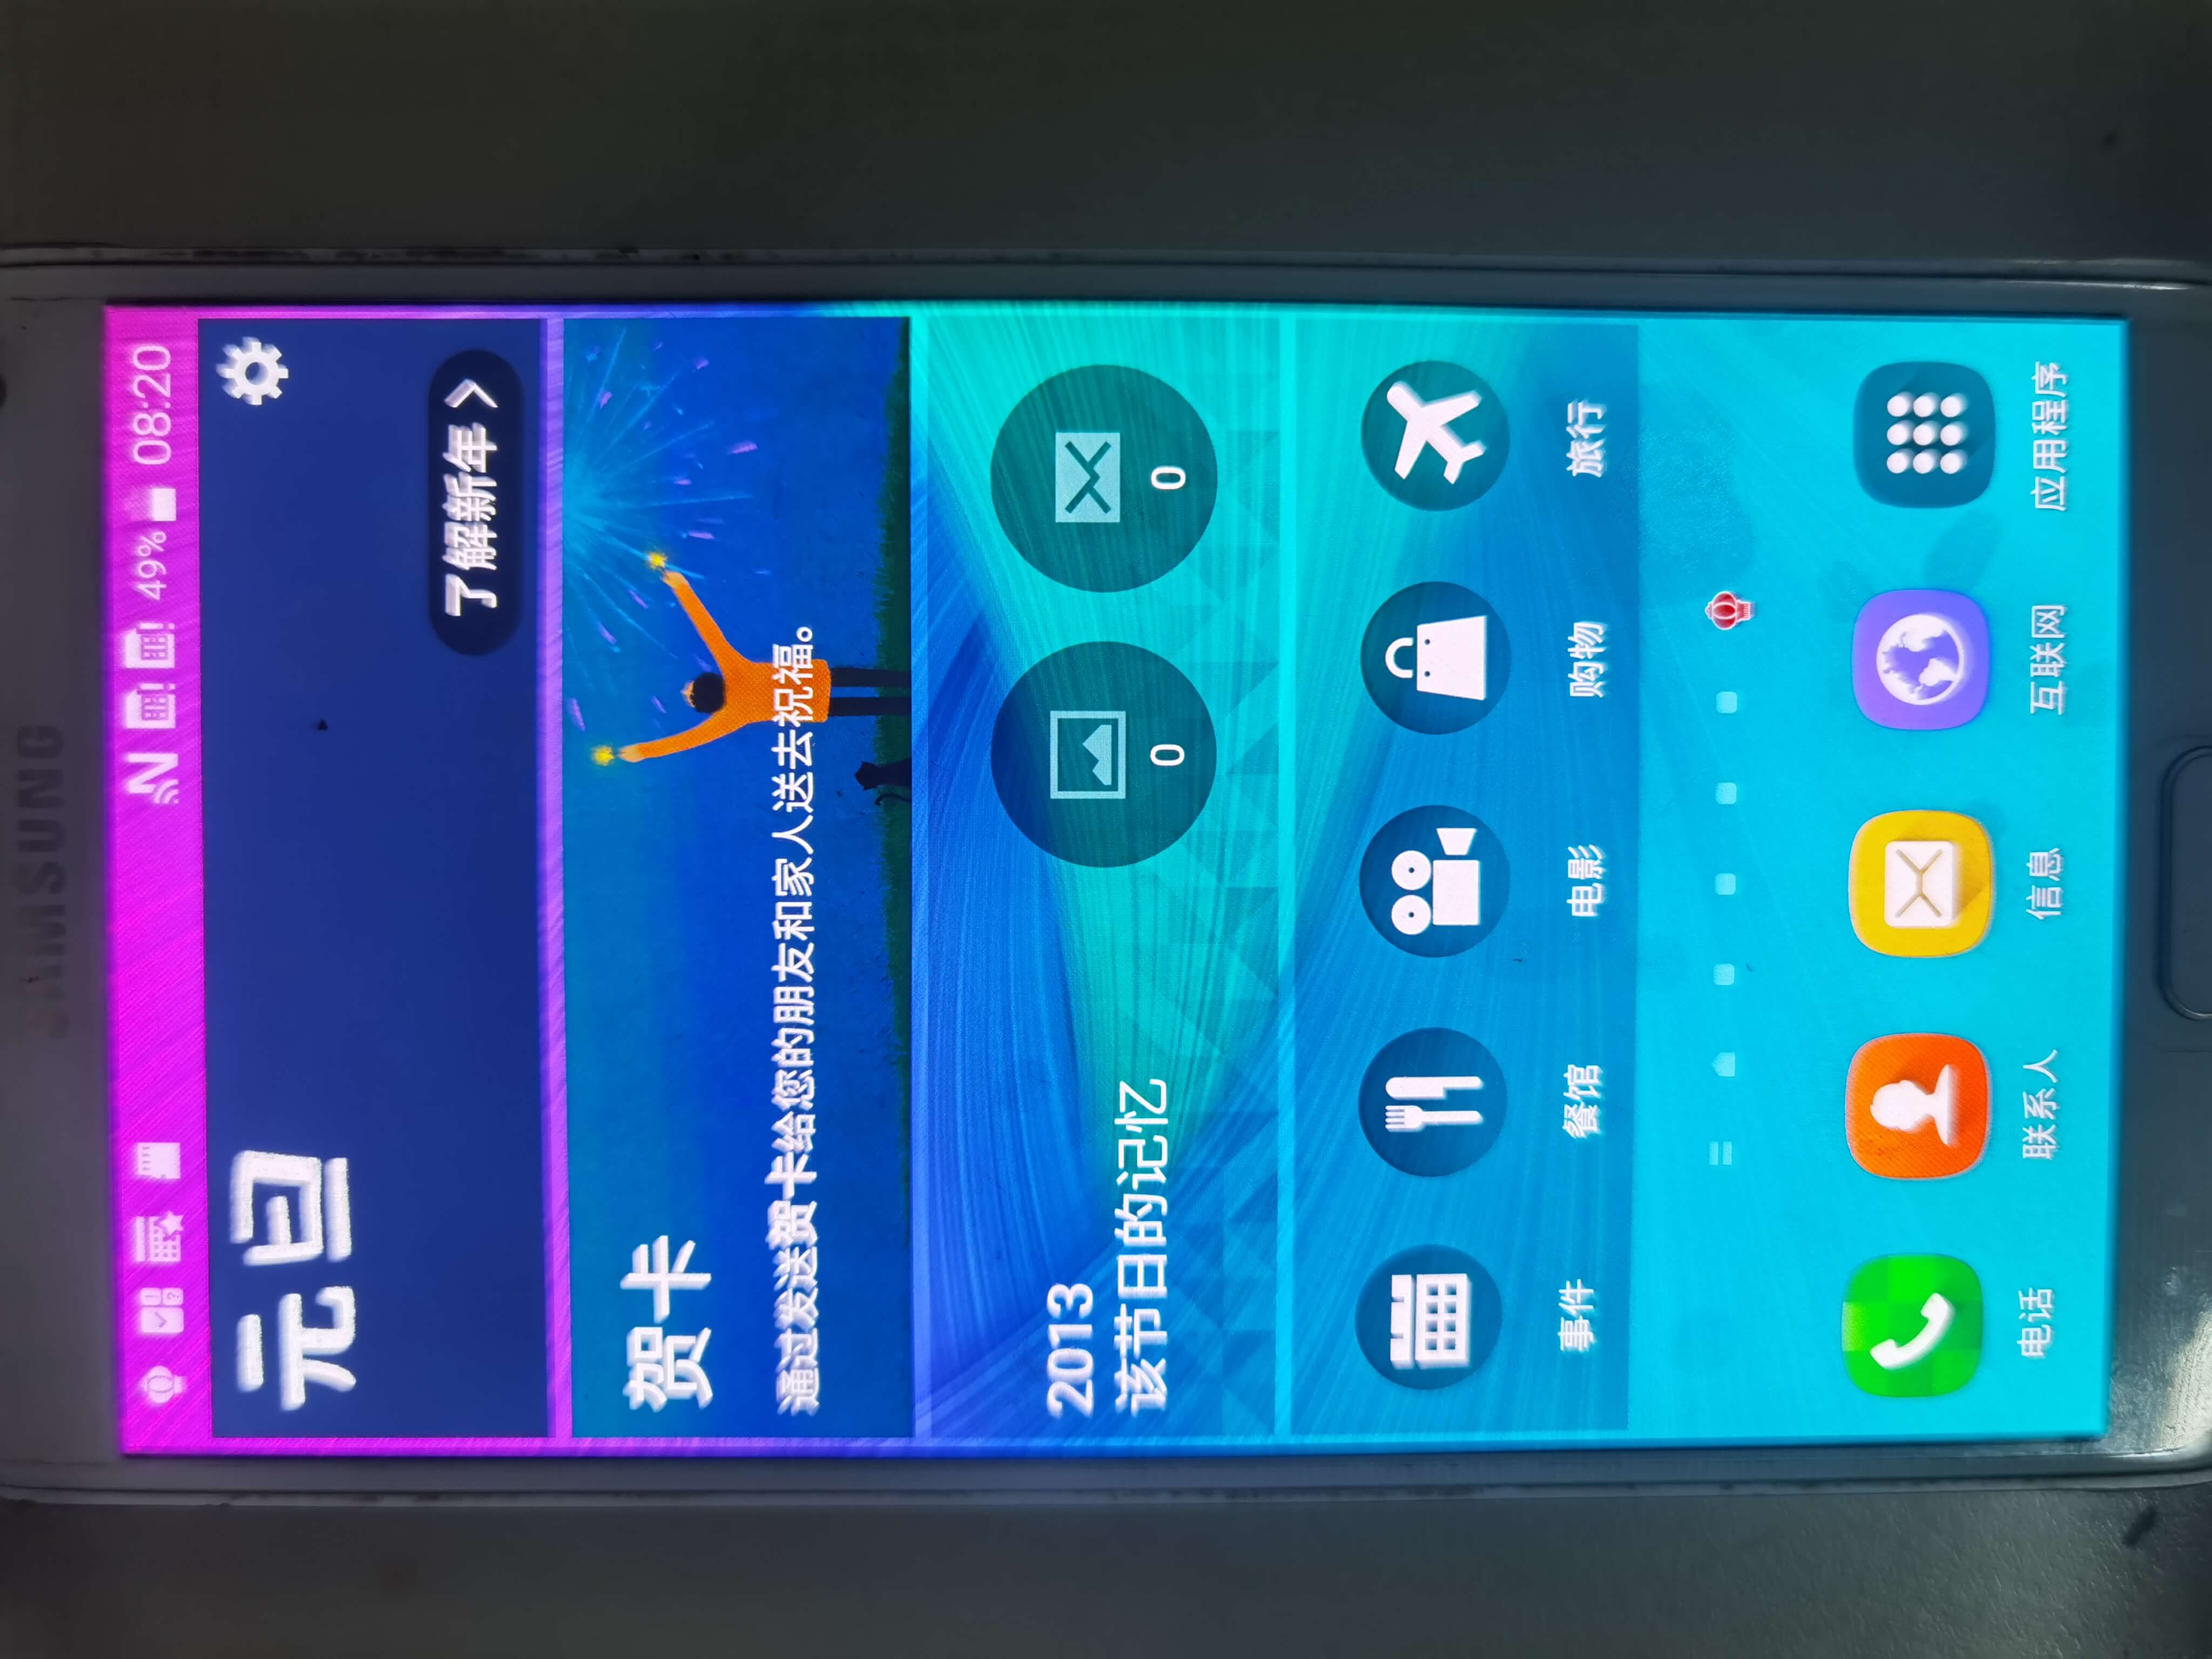 SAMSUNG
49% 08:20
元旦
了解新年 >
贺卡
通过发送贺卡给您的朋友和家人送去祝福。
2013
该节日的记忆
0 0
事件 餐馆 电影 购物 旅行
电话 联系人 信息 互联网 应用程序